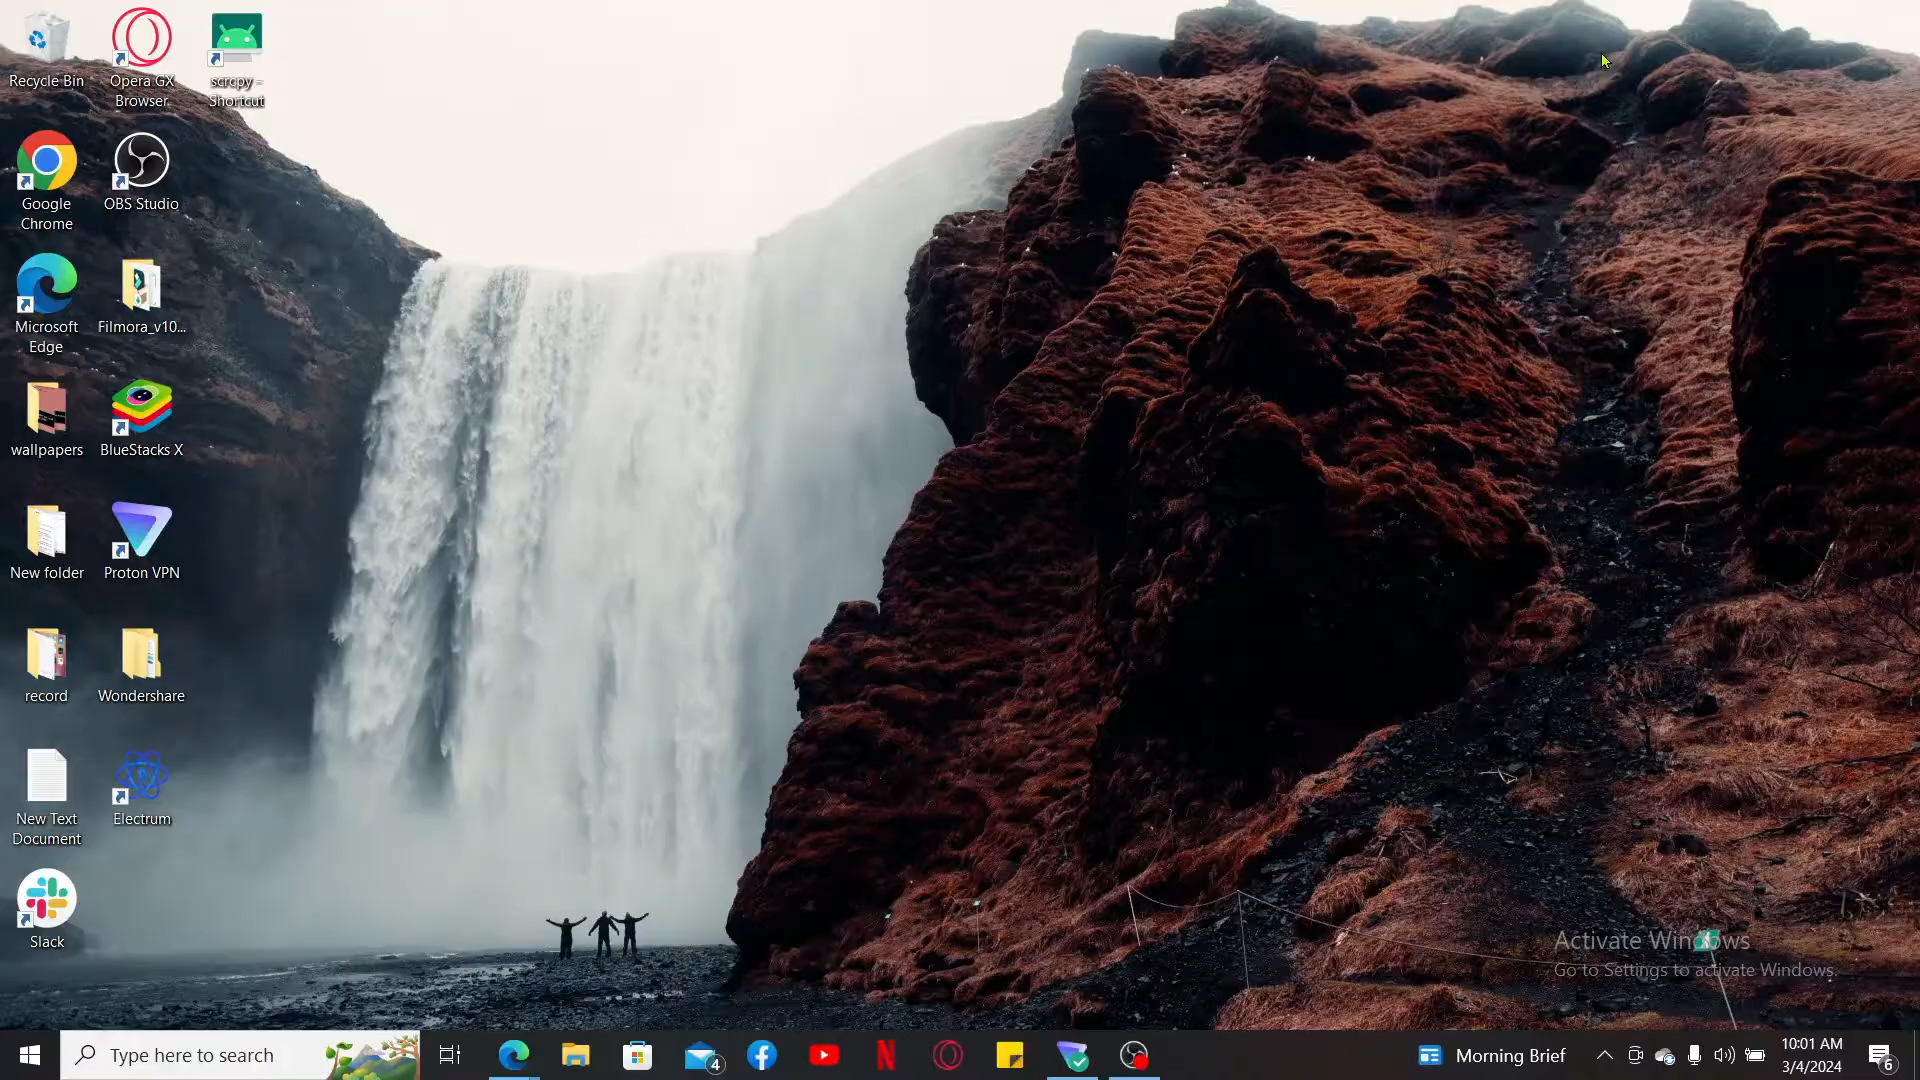 Recycle Bin
Opera GX
Browser
scrcpy -
Shortcut
Google
Chrome
OBS Studio
Microsoft
Edge
Filmora_v10...
wallpapers
BlueStacks X
New folder
Proton VPN
record
Wondershare
New Text
Document
Electrum
Slack
Activate Windows
Go to Settings to activate Windows.
Type here to search
4
Morning Brief
10:01 AM
3/4/2024
6